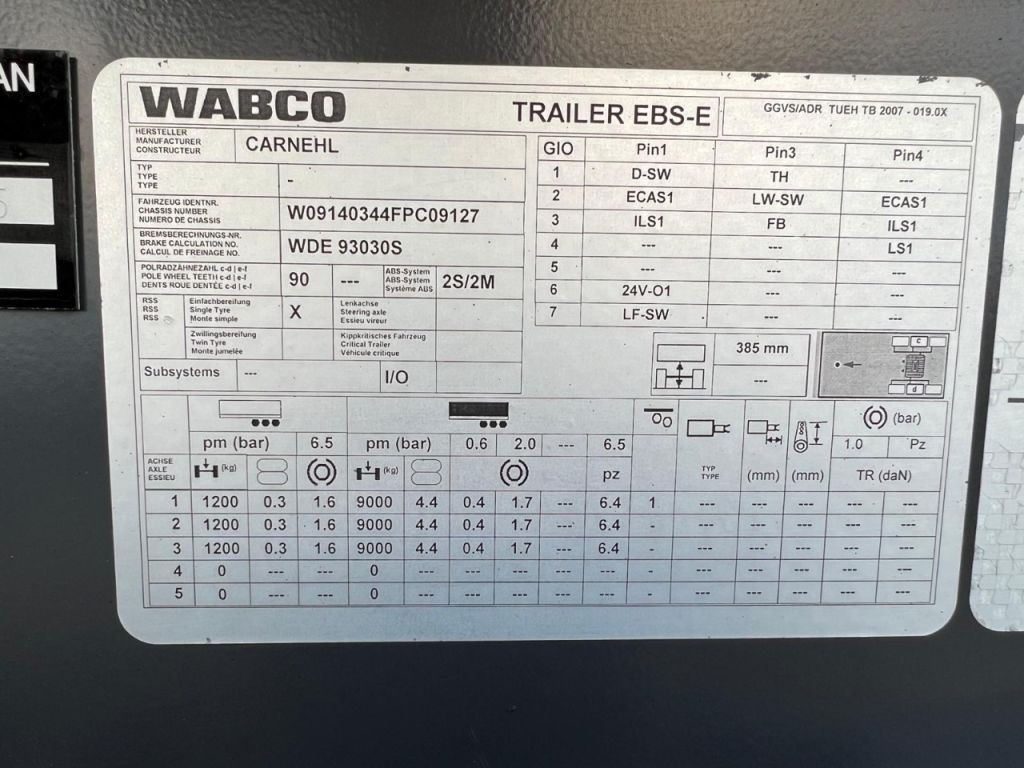 AN
5
WABCO TRAILER EBS-E GGVS/ADR TUEH TB 2007 - 019.0X
HERSTELLER
MANUFACTURER
CONSTRUCTEUR
CARNEHL
TYP
TYPE
TYPE
-
FAHRZEUG IDENTNR.
CHASSIS NUMBER
NUMERO DE CHASSIS
W09140344FPC09127
BREMSBERECHNUNGS-NR.
BRAKE CALCULATION NO.
CALCUL DE FREINAGE NO.
WDE 93030S
POLRADZÄHNEZAHL c-d | e-f
POLE WHEEL TEETH c-d | e-f
DENTS ROUE DENTÉE c-d | e-f
90 ---
ABS-System
ABS-System
Système ABS
2S/2M
RSS
RSS
RSS
Einfachbereifung
Single Tyre
Monte simple
X
Lenkachse
Steering axle
Essieu vireur
Zwillingsbereifung
Twin Tyre
Monte jumelée
Kippkritisches Fahrzeug
Critical Trailer
Véhicule critique
Subsystems --- I/O
GIO Pin1 Pin3 Pin4
1 D-SW TH ---
2 ECAS1 LW-SW ECAS1
3 ILS1 FB ILS1
4 --- --- LS1
5 --- --- ---
6 24V-O1 --- ---
7 LF-SW --- ---
385 mm
---
c
d
pm (bar) 6.5 pm (bar) 0.6 2.0 --- 6.5 (bar)
1.0 Pz
ACHSE
AXLE
ESSIEU
(kg) (kg) pz
TYP
TYPE
(mm) (mm) TR (daN)
1 1200 0.3 1.6 9000 4.4 0.4 1.7 --- 6.4 1 --- --- --- --- ---
2 1200 0.3 1.6 9000 4.4 0.4 1.7 --- 6.4 - --- --- --- --- ---
3 1200 0.3 1.6 9000 4.4 0.4 1.7 --- 6.4 - --- --- --- --- ---
4 0 --- --- 0 --- --- --- --- --- - --- --- --- --- ---
5 0 --- --- 0 --- --- --- --- --- - --- --- --- --- ---